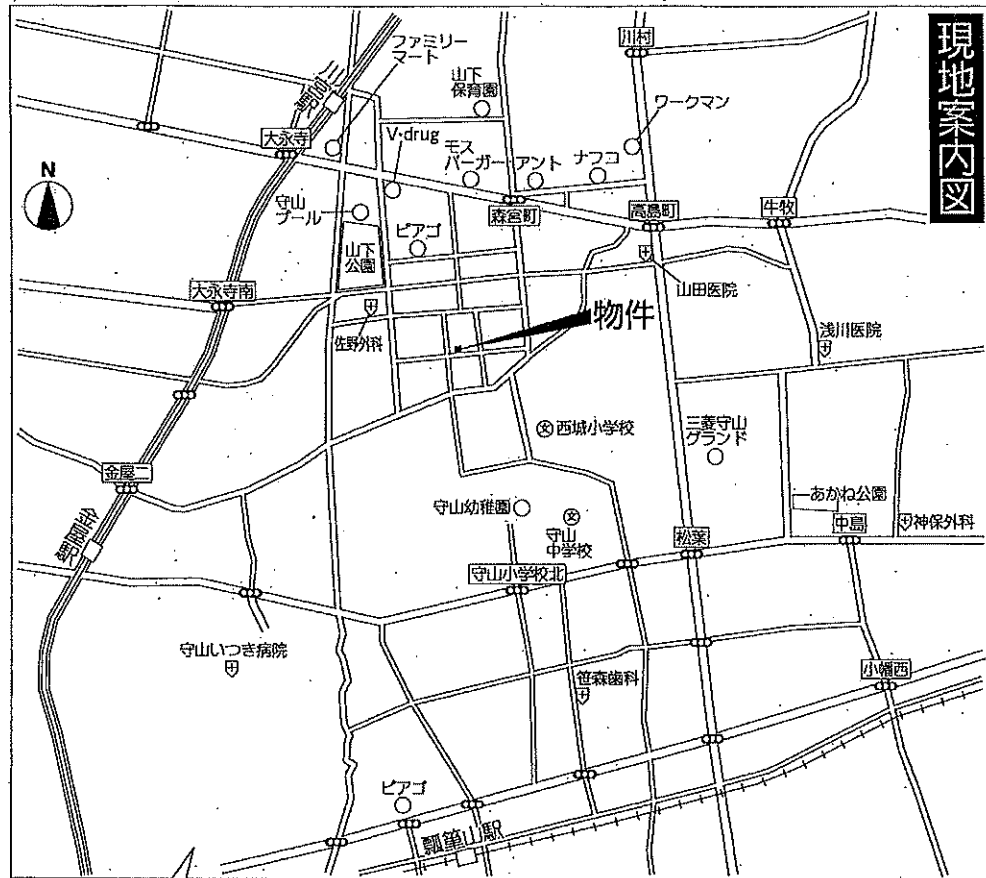 現地案内図
N
ファミリー
マート
川宮駅
川村
山下
保育園
ワークマン
大永寺
V・drug
モス
バーガー
アント
ナフコ
守山
プール
森宮町
高島町
牛牧
ピアゴ
山下
公園
大永寺南
山田医院
物件
佐野外科
浅川医院
西城小学校
三菱守山
グランド
金屋二
あかね公園
守山幼稚園
守山
中学校
松葉
中島
神保外科
金屋駅
守山小学校北
守山いつき病院
笹森歯科
小幡西
ピアゴ
瓢箪山駅